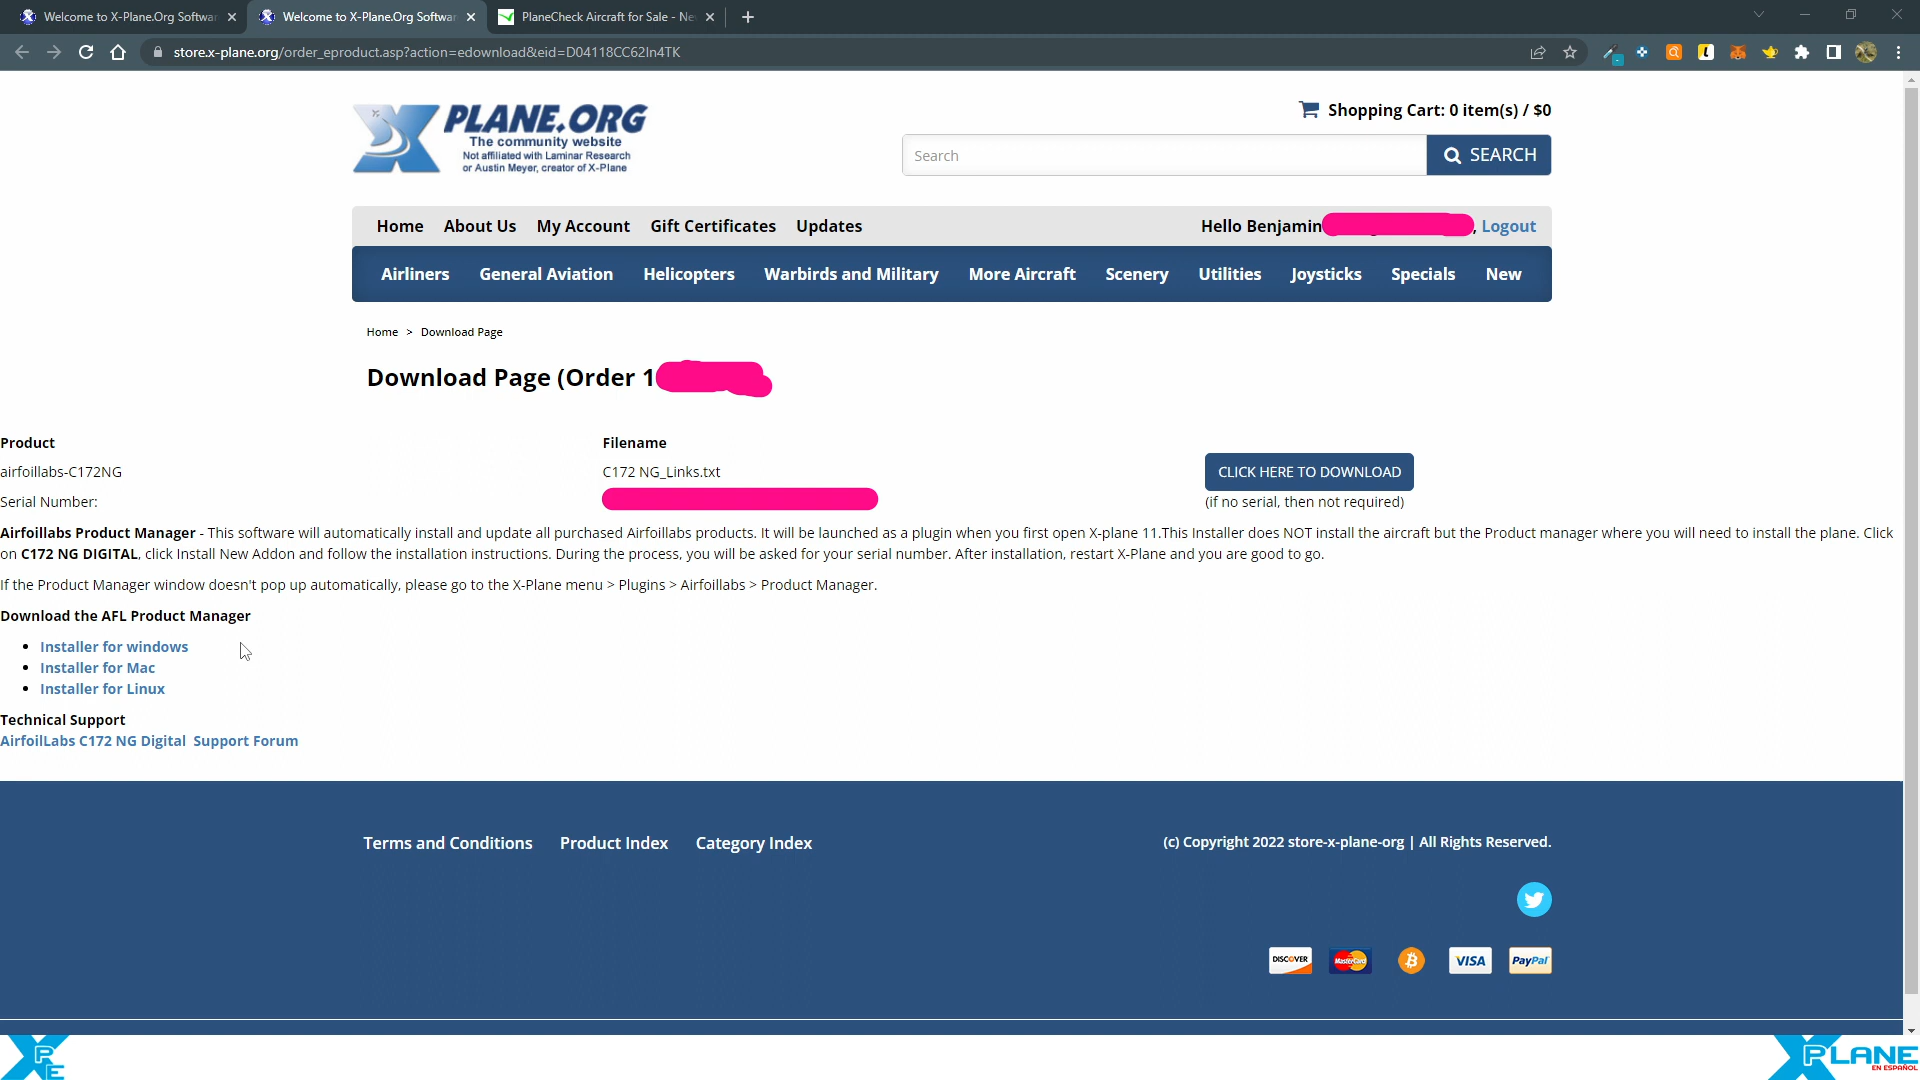 Welcome to X-Plane.Org Softwar
Welcome to X-Plane.Org Softwar
PlaneCheck Aircraft for Sale - Ne
store.x-plane.org/order_eproduct.asp?action=edownload&eid=D04118CC62In4TK
PLANE.ORG
The community website
Not affiliated with Laminar Research
or Austin Meyer, creator of X-Plane
Shopping Cart: 0 item(s) / $0
Search
SEARCH
Home About Us My Account Gift Certificates Updates
Hello Benjamin , Logout
Airliners General Aviation Helicopters Warbirds and Military More Aircraft Scenery Utilities Joysticks Specials New
Home > Download Page
Download Page (Order 1
Product Filename
airfoillabs-C172NG C172 NG_Links.txt CLICK HERE TO DOWNLOAD
Serial Number: (if no serial, then not required)
Airfoillabs Product Manager - This software will automatically install and update all purchased Airfoillabs products. It will be launched as a plugin when you first open X-plane 11.This Installer does NOT install the aircraft but the Product manager where you will need to install the plane. Click
on C172 NG DIGITAL, click Install New Addon and follow the installation instructions. During the process, you will be asked for your serial number. After installation, restart X-Plane and you are good to go.
If the Product Manager window doesn't pop up automatically, please go to the X-Plane menu > Plugins > Airfoillabs > Product Manager.
Download the AFL Product Manager
Installer for windows
Installer for Mac
Installer for Linux
Technical Support
AirfoilLabs C172 NG Digital Support Forum
Terms and Conditions Product Index Category Index
(c) Copyright 2022 store-x-plane-org | All Rights Reserved.
DISCOVER MasterCard VISA PayPal
XPE
XPLANE
EN ESPAÑOL